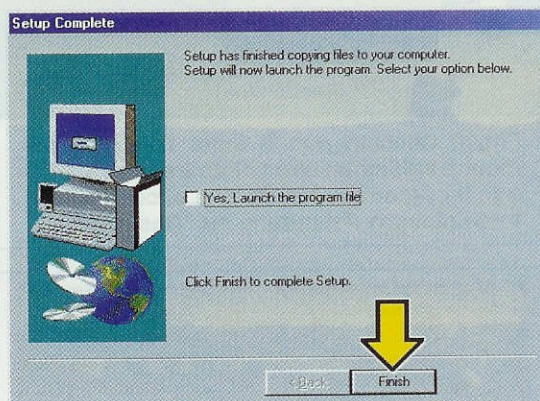 Setup Complete
Setup has finished copying files to your computer.
Setup will now launch the program. Select your option below.
Yes, Launch the program file
Click Finish to complete Setup.
< Back
Finish